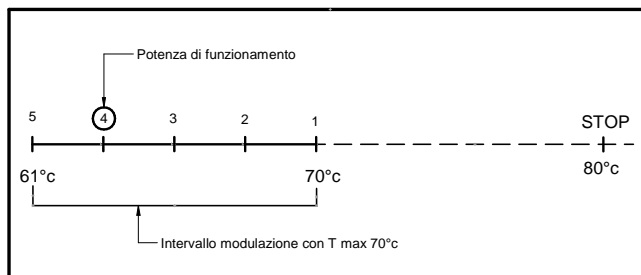 Potenza di funzionamento
5 4 3 2 1 STOP
61°c 70°c 80°c
Intervallo modulazione con T max 70°c